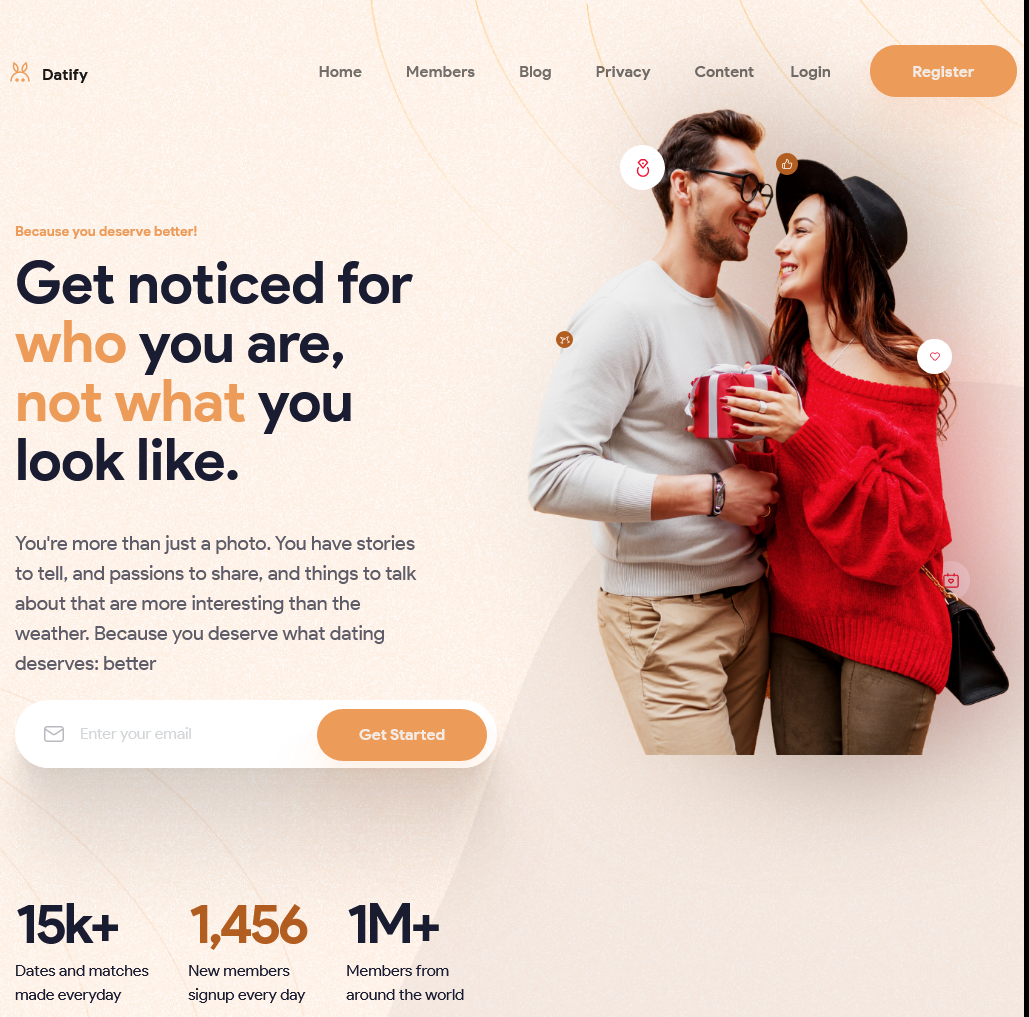 Datify
Home Members Blog Privacy Content Login Register
Because you deserve better!
Get noticed for
who you are,
not what you
look like.
You're more than just a photo. You have stories
to tell, and passions to share, and things to talk
about that are more interesting than the
weather. Because you deserve what dating
deserves: better
Enter your email
Get Started
15k+ 1,456 1M+
Dates and matches New members Members from
made everyday signup every day around the world